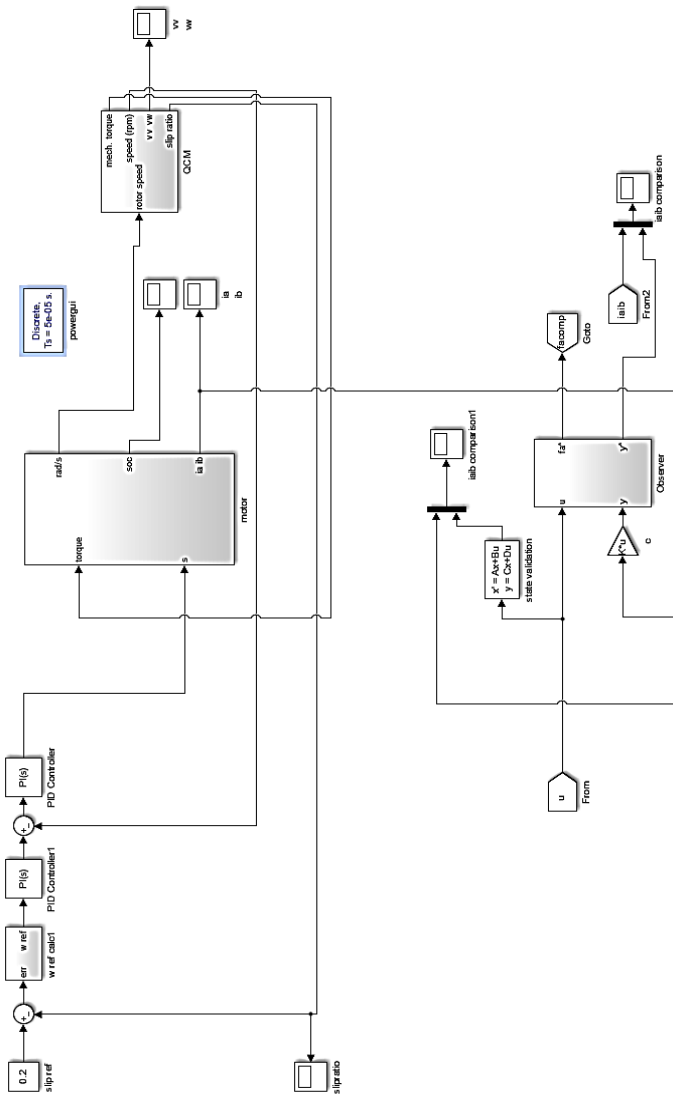 0.2
slip ref
+
−
err
w ref
w ref calc1
PI(s)
PID Controller1
+
−
PI(s)
PID Controller
torque
s
rad/s
soc
ia ib
motor
Discrete,
Ts = 5e-05 s.
powergui
rotor speed
mech. torque
speed (rpm)
vv vw
slip ratio
QCM
vv
vw
ia
ib
slipratio
u
From
x' = Ax+Bu
y = Cx+Du
state validation
iaib comparison1
K*u
c
u
y
fa*
y*
Observer
facomp
Goto
iaib
From2
iaib comparison